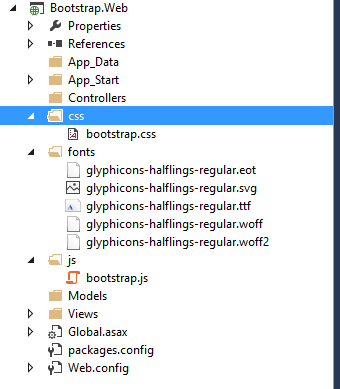 Bootstrap.Web
Properties
References
App_Data
App_Start
Controllers
css
bootstrap.css
fonts
glyphicons-halflings-regular.eot
glyphicons-halflings-regular.svg
glyphicons-halflings-regular.ttf
glyphicons-halflings-regular.woff
glyphicons-halflings-regular.woff2
js
bootstrap.js
Models
Views
Global.asax
packages.config
Web.config